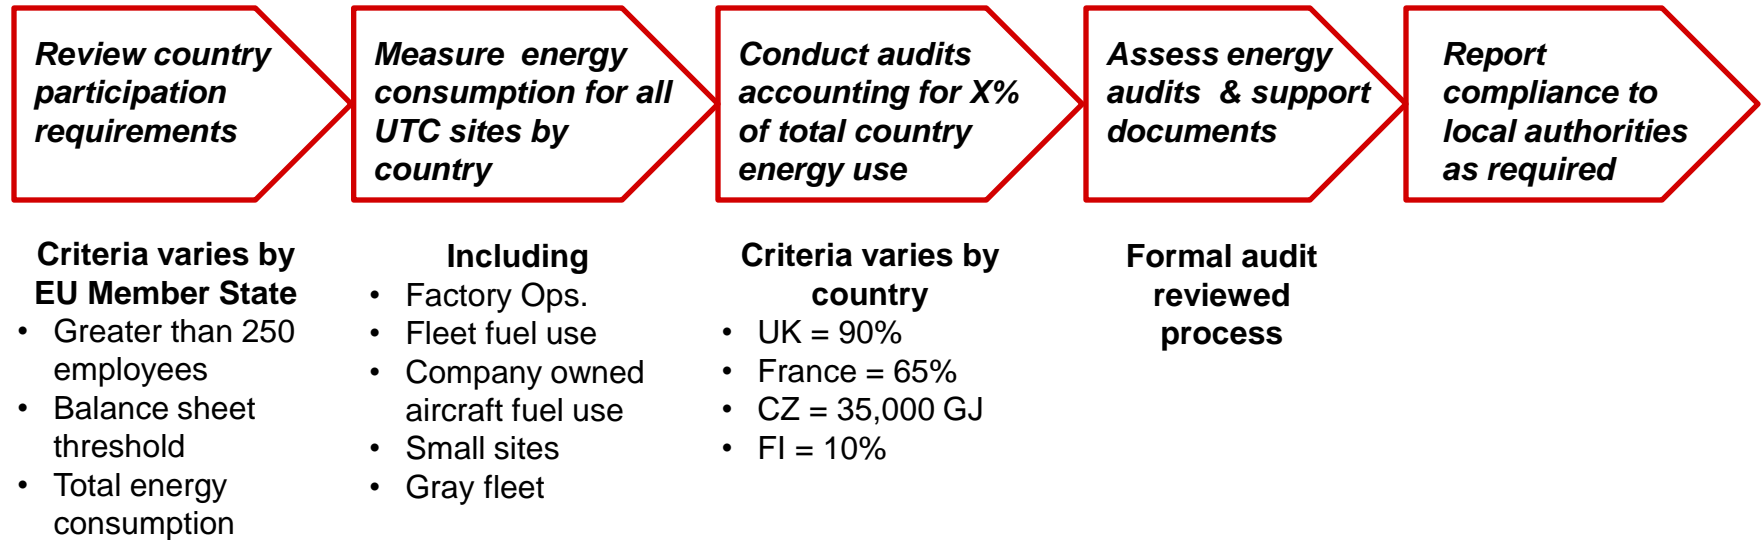 Review country
participation
requirements
Measure energy
consumption for all
UTC sites by
country
Conduct audits
accounting for X%
of total country
energy use
Assess energy
audits & support
documents
Report
compliance to
local authorities
as required
Criteria varies by
EU Member State
• Greater than 250
employees
• Balance sheet
threshold
• Total energy
consumption
Including
• Factory Ops.
• Fleet fuel use
• Company owned
aircraft fuel use
• Small sites
• Gray fleet
Criteria varies by
country
• UK = 90%
• France = 65%
• CZ = 35,000 GJ
• FI = 10%
Formal audit
reviewed
process